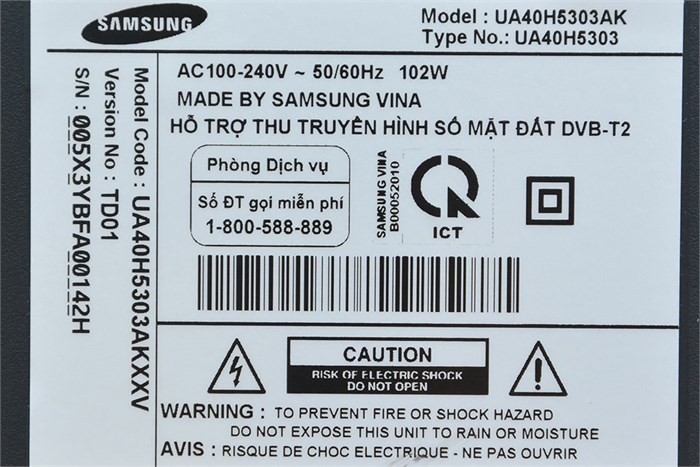 SAMSUNG
Model : UA40H5303AK
Type No.: UA40H5303
AC100-240V ~ 50/60Hz 102W
MADE BY SAMSUNG VINA
HỖ TRỢ THU TRUYỀN HÌNH SỐ MẶT ĐẤT DVB-T2
Phòng Dịch vụ
Số ĐT gọi miễn phí
1-800-588-889
SAMSUNG VINA
B00052010
ICT
Model Code : UA40H5303AKXXV
Version No : TD01
S/N : 005X3YBFA00142H
CAUTION
RISK OF ELECTRIC SHOCK
DO NOT OPEN
WARNING : TO PREVENT FIRE OR SHOCK HAZARD
DO NOT EXPOSE THIS UNIT TO RAIN OR MOISTURE
AVIS : RISQUE DE CHOC ELECTRIQUE - NE PAS OUVRIR